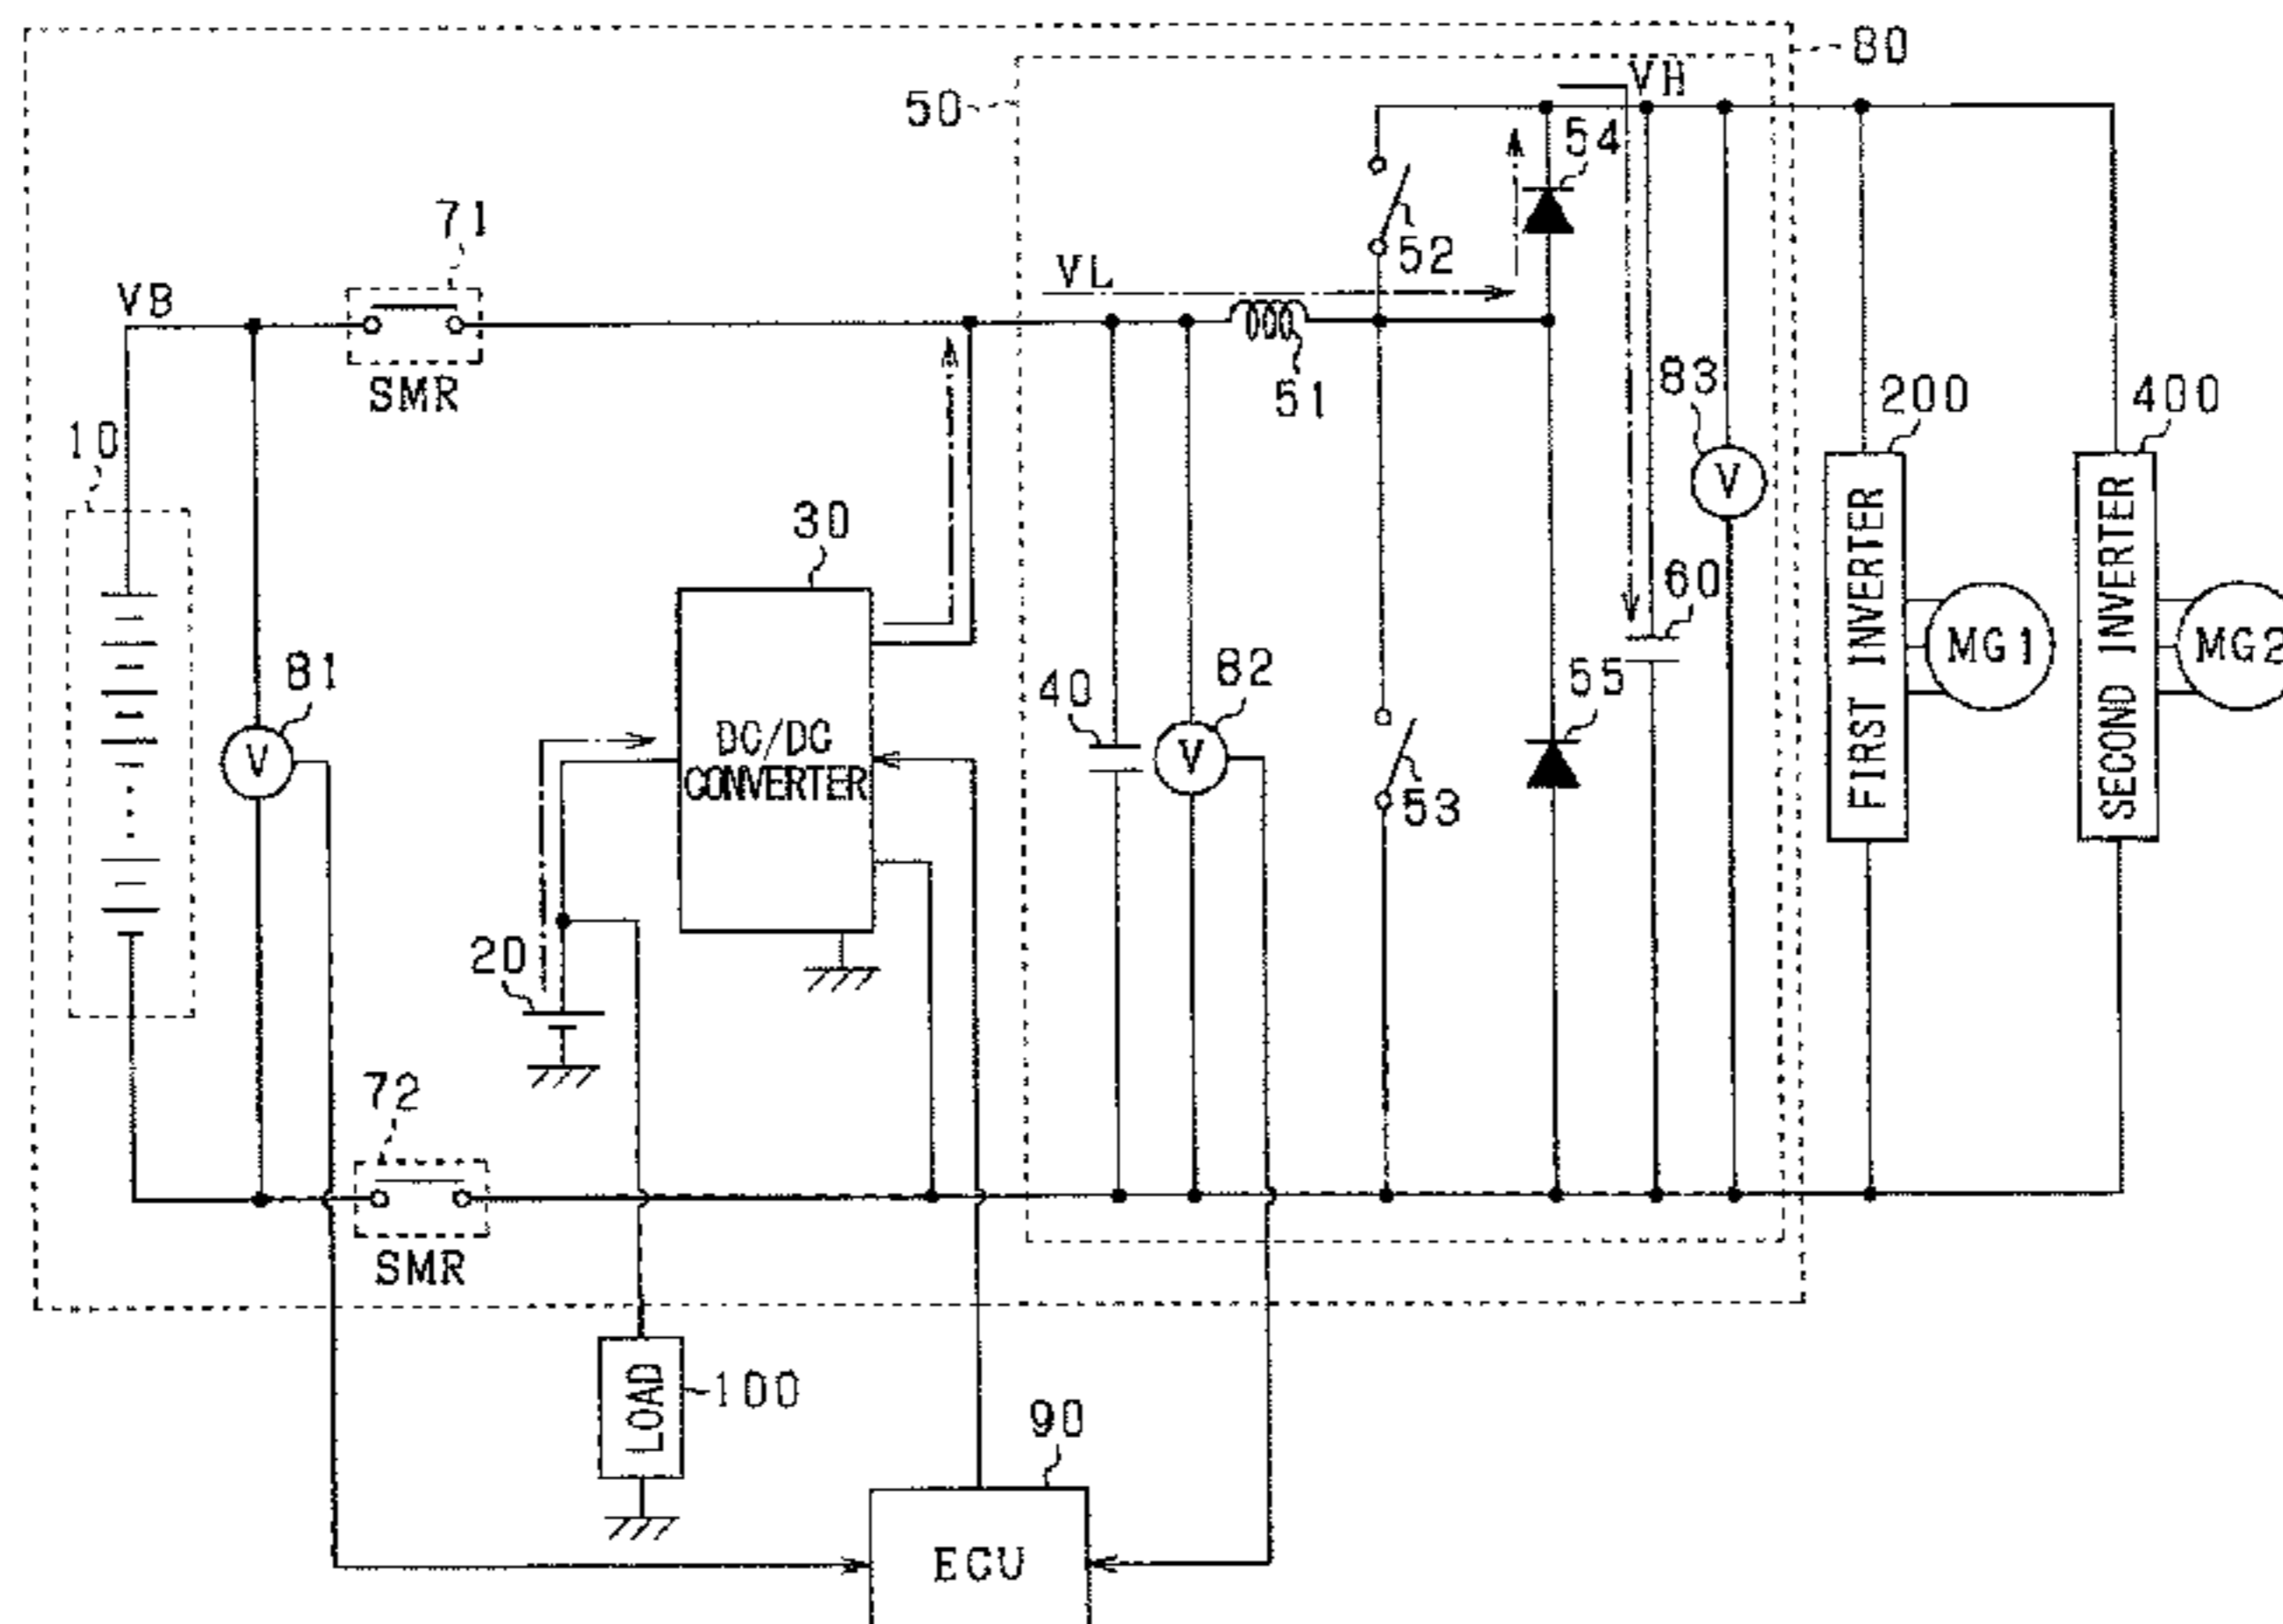 80
50
VH
54
71
52
VL
VB
SMR
51
83
200
400
10
30
60
81
40
82
55
V
V
V
DC/DC
CONVERTER
53
FIRST INVERTER
MG1
SECOND INVERTER
MG2
20
72
SMR
LOAD
100
90
ECU